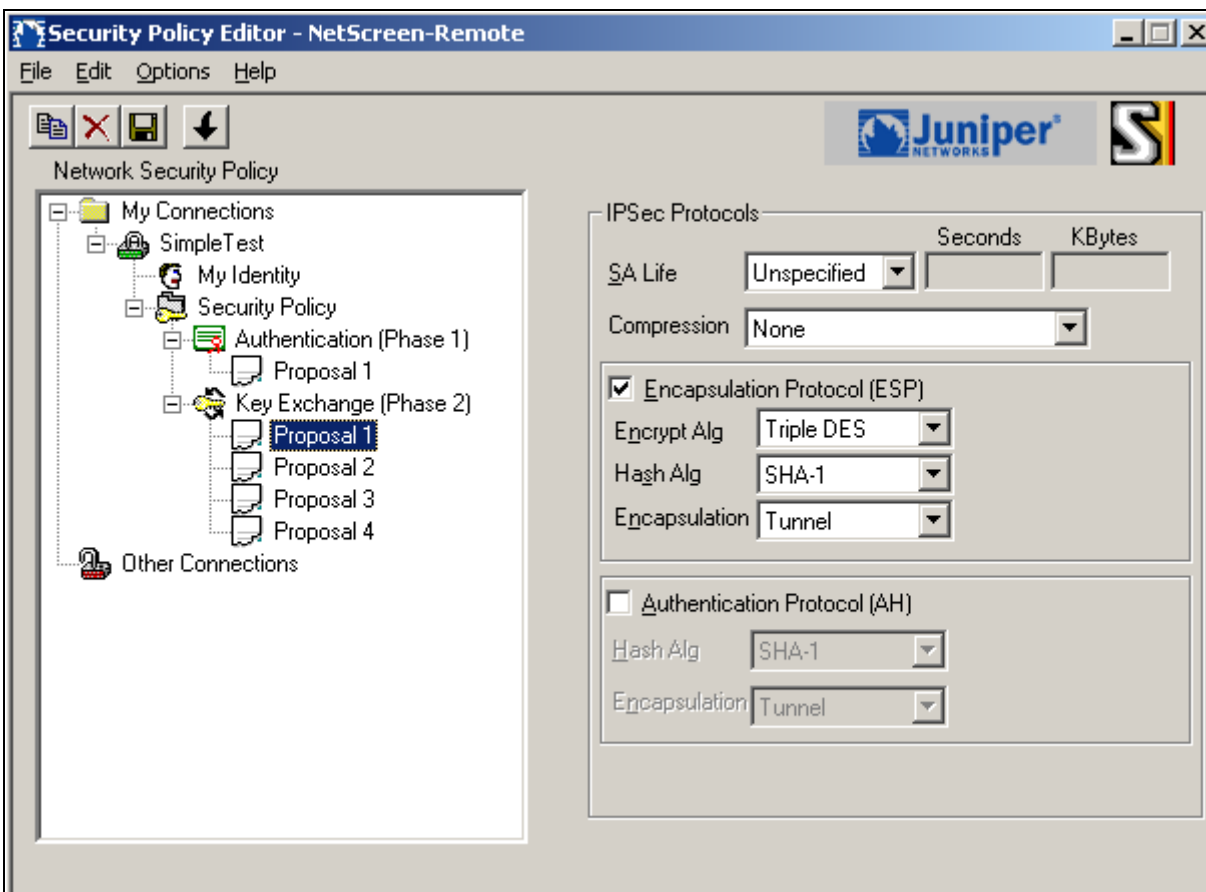 Security Policy Editor - NetScreen-Remote
File Edit Options Help
Juniper
NETWORKS
Network Security Policy
My Connections
SimpleTest
My Identity
Security Policy
Authentication (Phase 1)
Proposal 1
Key Exchange (Phase 2)
Proposal 1
Proposal 2
Proposal 3
Proposal 4
Other Connections
IPSec Protocols
Seconds KBytes
SA Life Unspecified
Compression None
Encapsulation Protocol (ESP)
Encrypt Alg Triple DES
Hash Alg SHA-1
Encapsulation Tunnel
Authentication Protocol (AH)
Hash Alg SHA-1
Encapsulation Tunnel